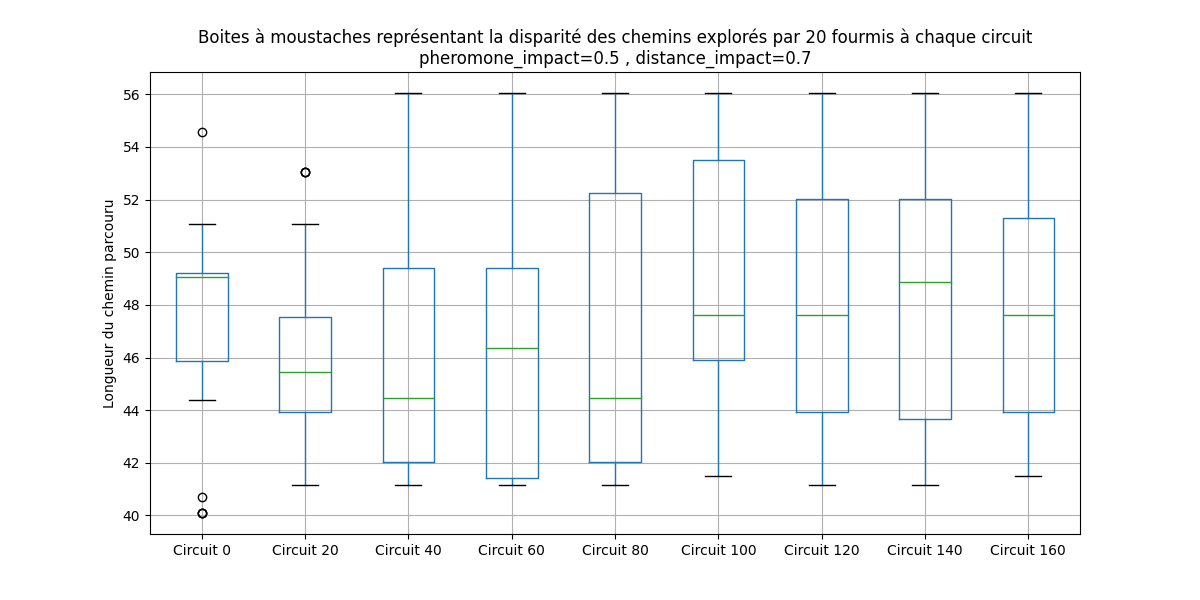 Boites à moustaches représentant la disparité des chemins explorés par 20 fourmis à chaque circuit
pheromone_impact=0.5 , distance_impact=0.7
Longueur du chemin parcouru
56
54
52
50
48
46
44
42
40
Circuit 0 Circuit 20 Circuit 40 Circuit 60 Circuit 80 Circuit 100 Circuit 120 Circuit 140 Circuit 160